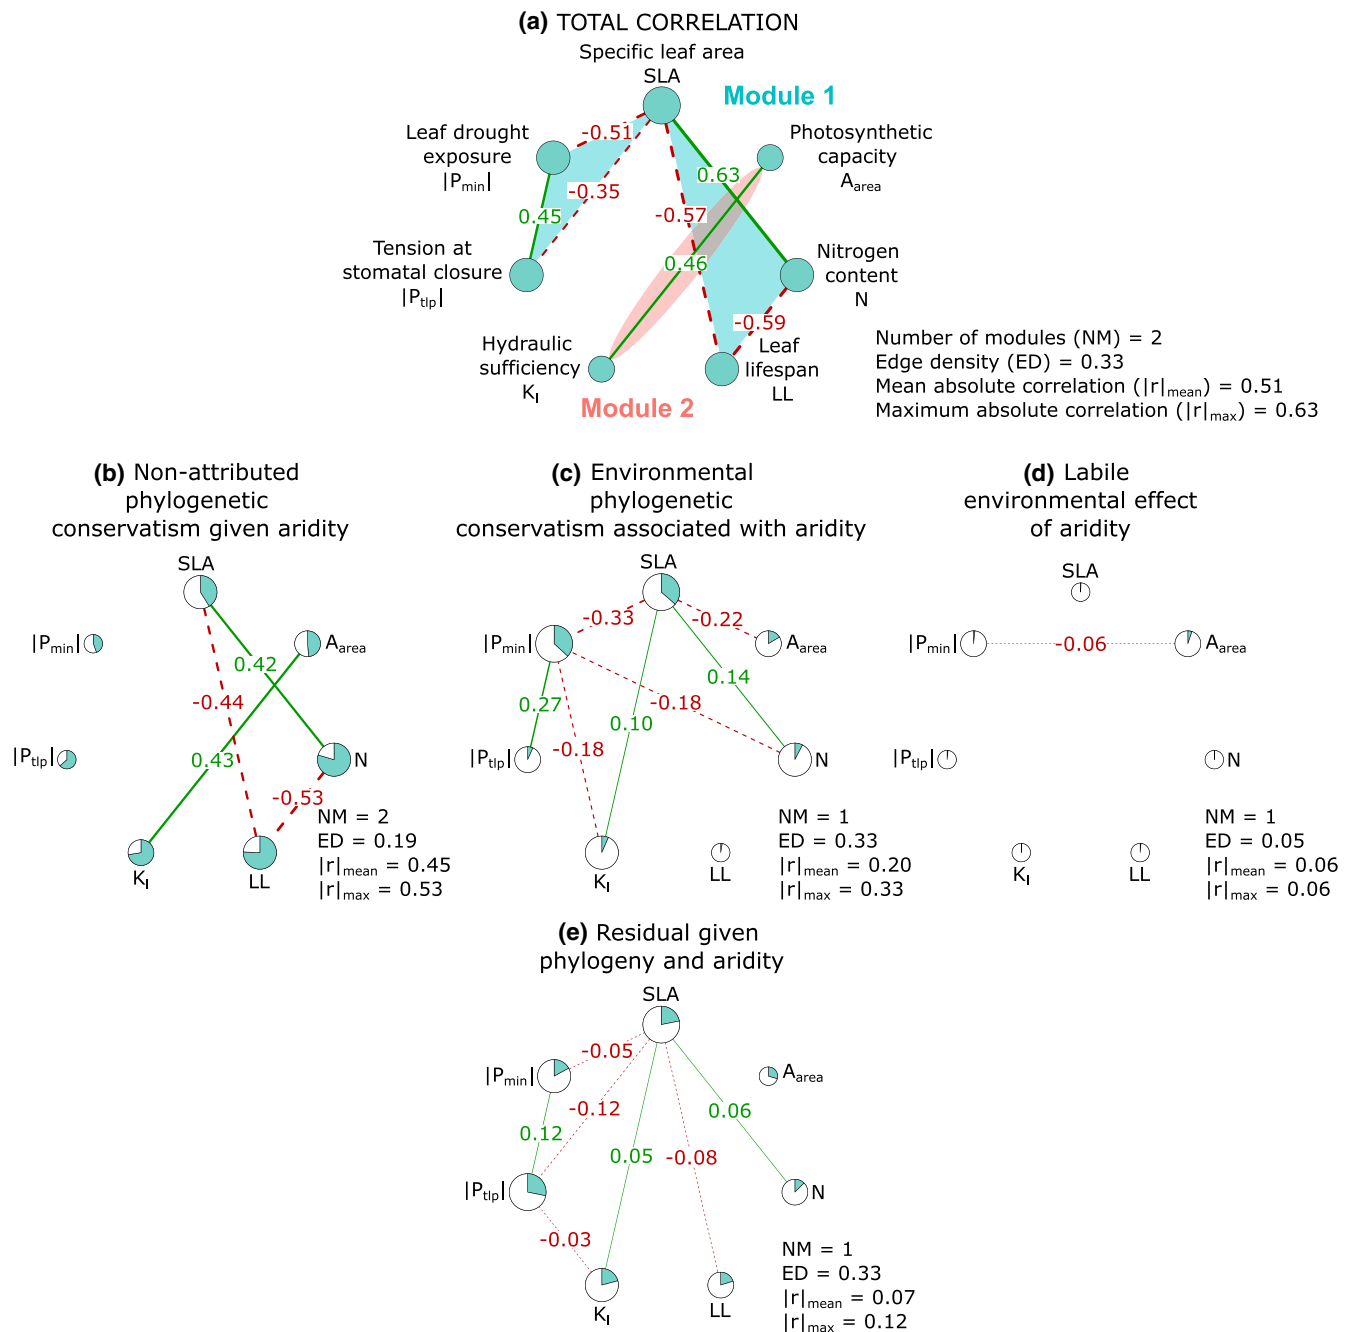 (a) TOTAL CORRELATION
Specific leaf area
SLA
Module 1
Leaf drought
exposure
|Pmin|
Photosynthetic
capacity
Aarea
-0.51
-0.35
0.45
0.63
-0.57
0.46
-0.59
Tension at
stomatal closure
|Ptlp|
Nitrogen
content
N
Hydraulic
sufficiency
KI
Leaf
lifespan
LL
Module 2
Number of modules (NM) = 2
Edge density (ED) = 0.33
Mean absolute correlation (|r|mean) = 0.51
Maximum absolute correlation (|r|max) = 0.63
(b) Non-attributed
phylogenetic
conservatism given aridity
SLA
|Pmin|
Aarea
0.42
-0.44
0.43
-0.53
|Ptlp|
N
KI
LL
NM = 2
ED = 0.19
|r|mean = 0.45
|r|max = 0.53
(c) Environmental
phylogenetic
conservatism associated with aridity
SLA
-0.33
-0.22
|Pmin|
Aarea
0.14
0.27
-0.18
0.10
-0.18
|Ptlp|
N
KI
LL
NM = 1
ED = 0.33
|r|mean = 0.20
|r|max = 0.33
(d) Labile
environmental effect
of aridity
SLA
|Pmin|
-0.06
Aarea
|Ptlp|
N
KI
LL
NM = 1
ED = 0.05
|r|mean = 0.06
|r|max = 0.06
(e) Residual given
phylogeny and aridity
SLA
-0.05
|Pmin|
Aarea
-0.12
0.06
0.12
0.05
-0.08
|Ptlp|
N
-0.03
KI
LL
NM = 1
ED = 0.33
|r|mean = 0.07
|r|max = 0.12